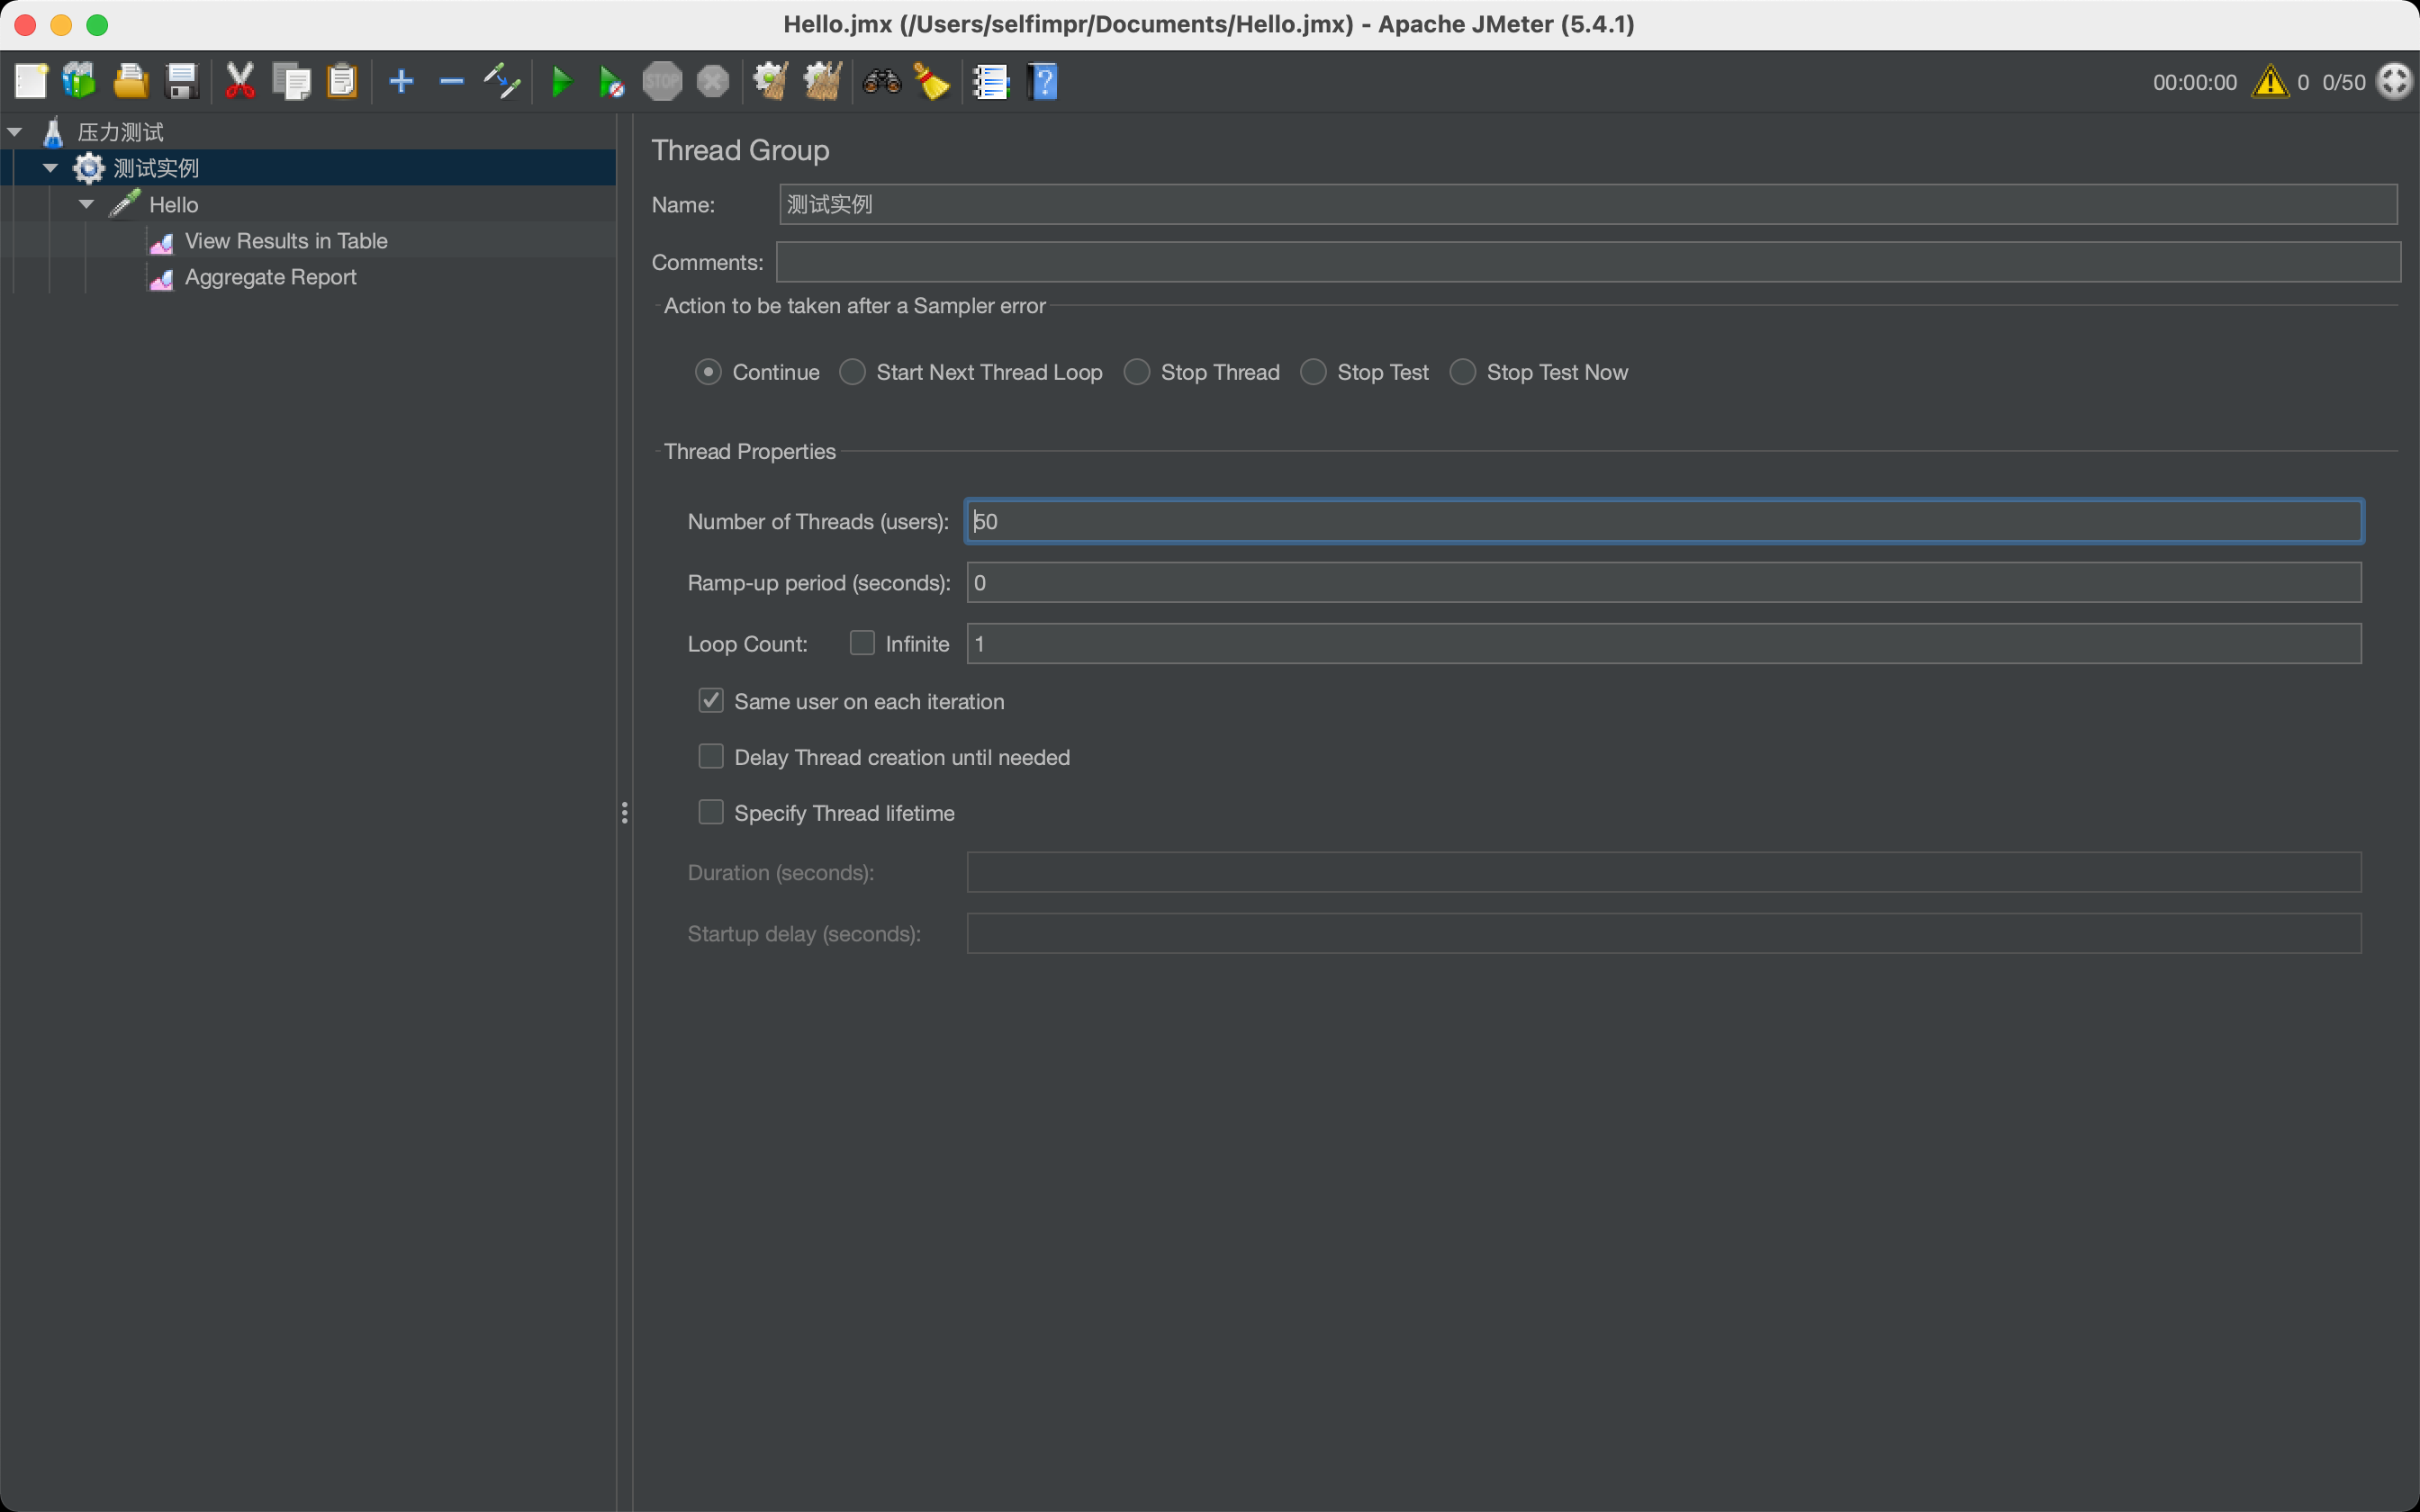 Hello.jmx (/Users/selfimpr/Documents/Hello.jmx) - Apache JMeter (5.4.1)
STOP
00:00:00 0 0/50
压力测试
测试实例
Hello
View Results in Table
Aggregate Report
Thread Group
Name: 测试实例
Comments:
Action to be taken after a Sampler error
Continue Start Next Thread Loop Stop Thread Stop Test Stop Test Now
Thread Properties
Number of Threads (users): 50
Ramp-up period (seconds): 0
Loop Count: Infinite 1
Same user on each iteration
Delay Thread creation until needed
Specify Thread lifetime
Duration (seconds):
Startup delay (seconds):